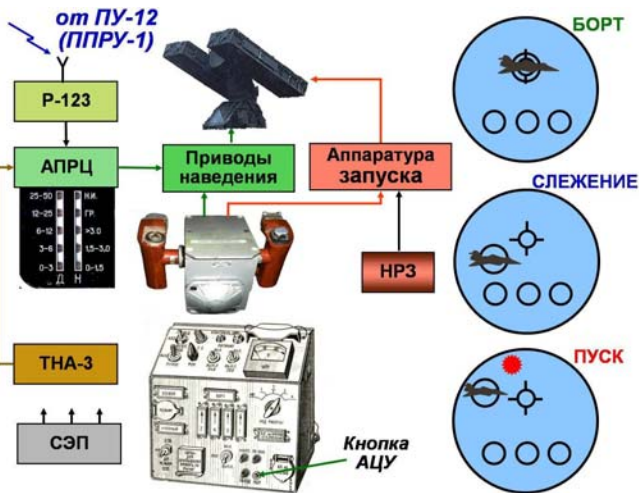 от ПУ-12
(ППРУ-1)
БОРТ
Р-123
АПРЦ
Приводы
наведения
Аппаратура
запуска
25-50 Н.И.
12-25 ГР.
6-12 >3.0
3-6 1,5-3,0
0-3 0-1,5
Д Н
СЛЕЖЕНИЕ
НРЗ
ТНА-3
ПУСК
СЭП
Кнопка
АЦУ